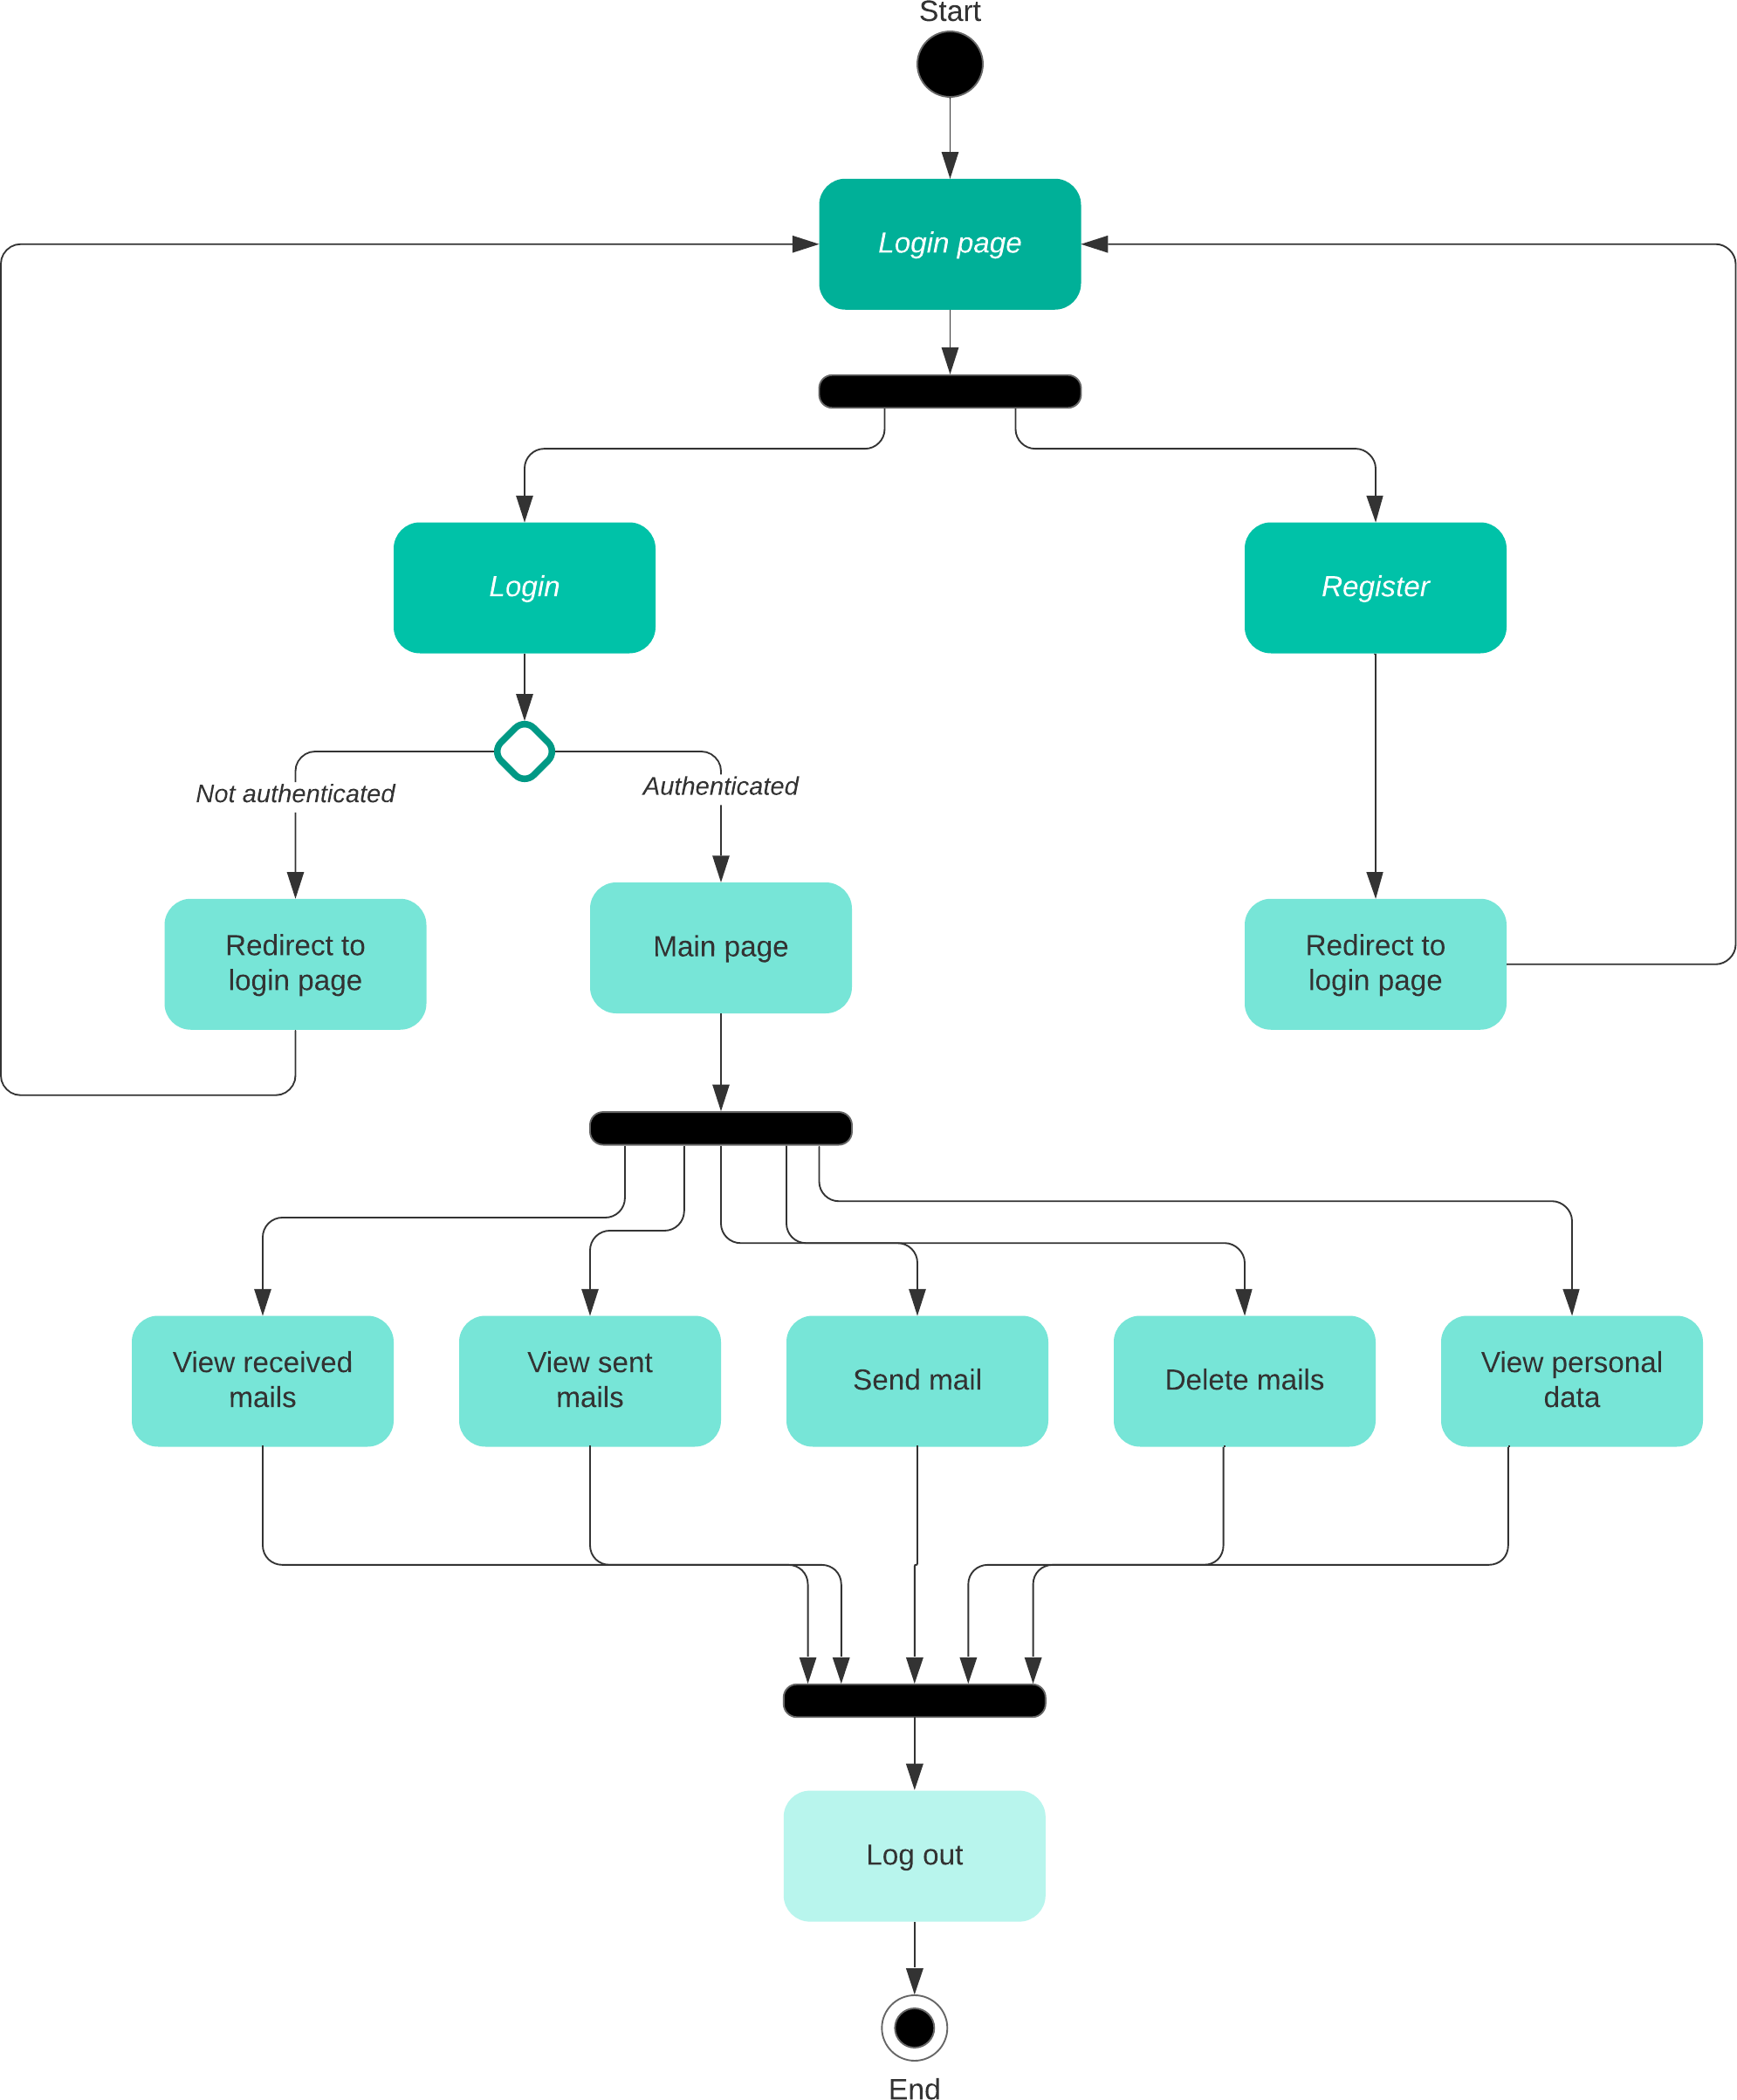 Start
Login page
Login
Register
Not authenticated
Authenticated
Redirect to
login page
Main page
Redirect to
login page
View received
mails
View sent
mails
Send mail
Delete mails
View personal
data
Log out
End